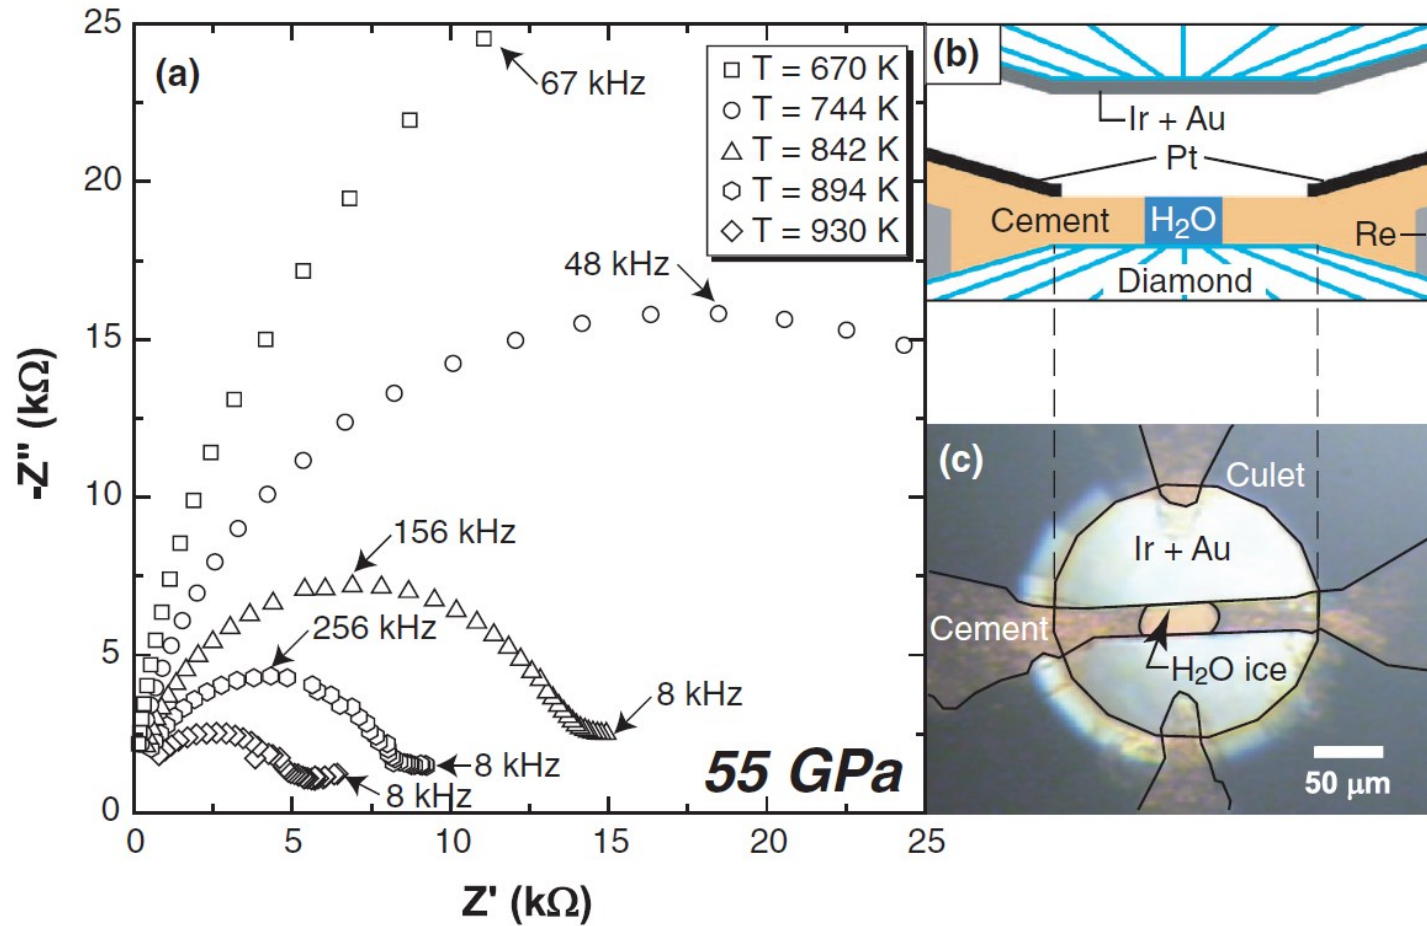 (a)
25
20
15
10
5
0
-Z" (kΩ)
0 5 10 15 20 25
Z' (kΩ)
67 kHz
T = 670 K
T = 744 K
T = 842 K
T = 894 K
T = 930 K
48 kHz
156 kHz
256 kHz
8 kHz
8 kHz
8 kHz
55 GPa
(b)
Ir + Au
Pt
Cement
H₂O
Re
Diamond
(c)
Culet
Ir + Au
Cement
H₂O ice
50 μm